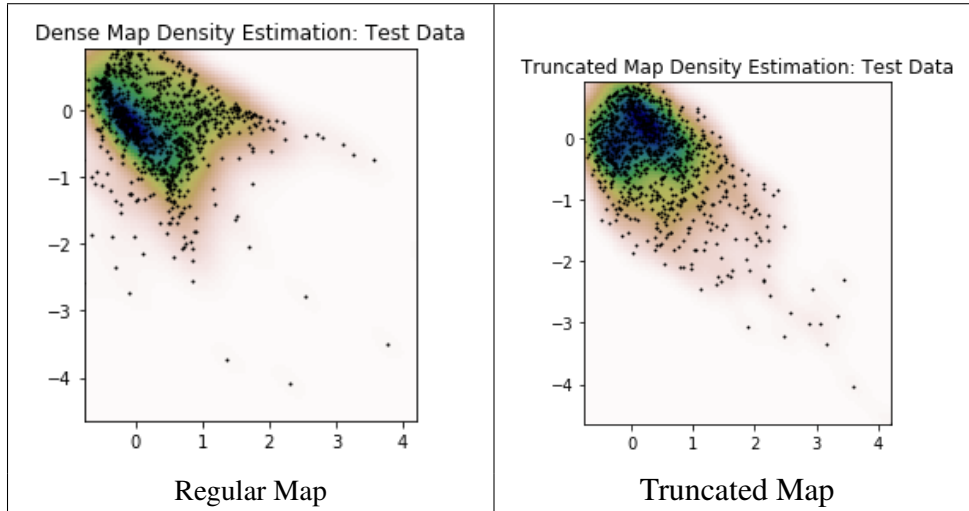 Dense Map Density Estimation: Test Data
0
−1
−2
−3
−4
0 1 2 3 4
Regular Map
Truncated Map Density Estimation: Test Data
0
−1
−2
−3
−4
0 1 2 3 4
Truncated Map